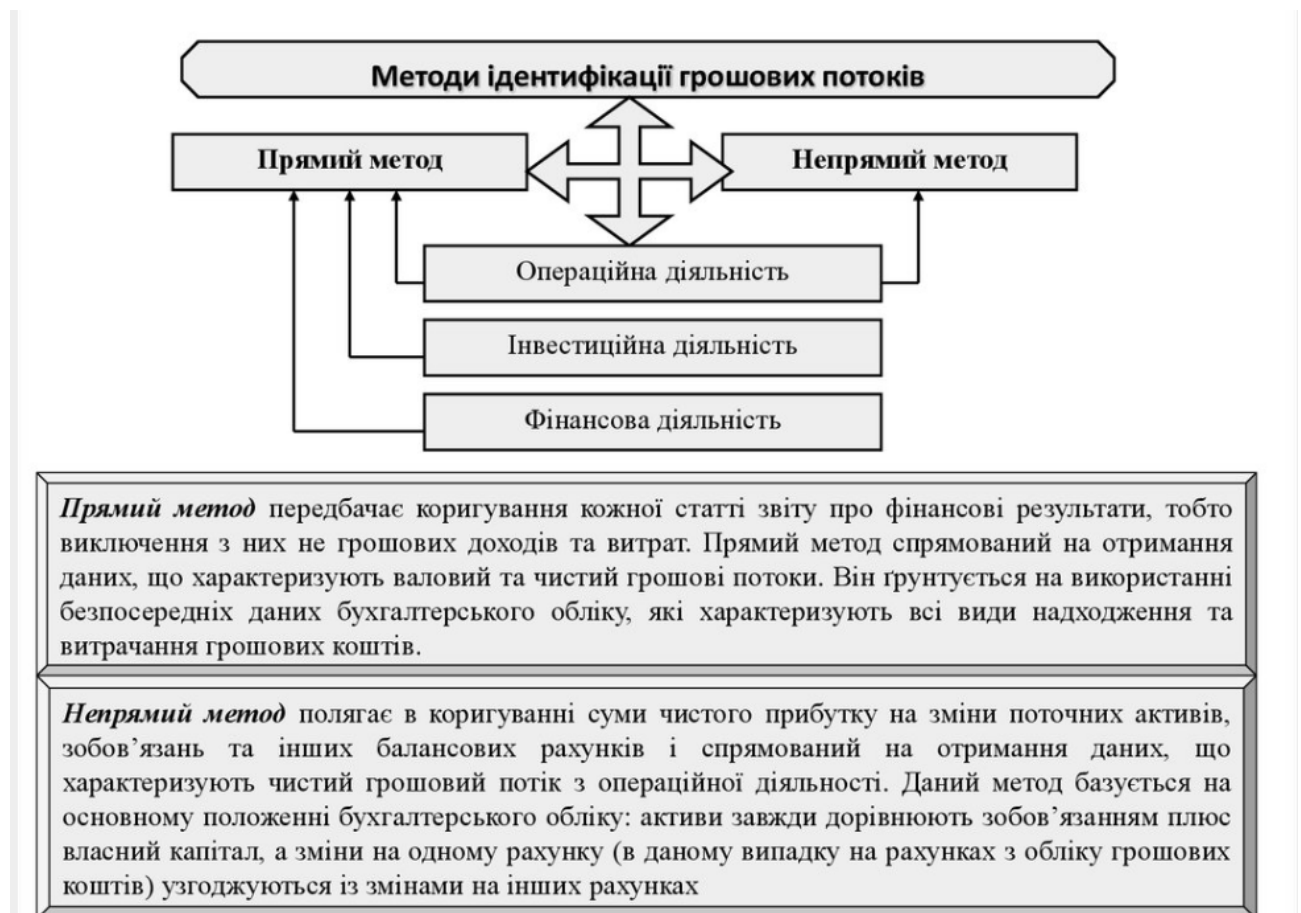 Методи ідентифікації грошових потоків
Прямий метод
Непрямий метод
Операційна діяльність
Інвестиційна діяльність
Фінансова діяльність
Прямий метод передбачає коригування кожної статті звіту про фінансові результати, тобто
виключення з них не грошових доходів та витрат. Прямий метод спрямований на отримання
даних, що характеризують валовий та чистий грошові потоки. Він ґрунтується на використанні
безпосередніх даних бухгалтерського обліку, які характеризують всі види надходження та
витрачання грошових коштів.
Непрямий метод полягає в коригуванні суми чистого прибутку на зміни поточних активів,
зобов’язань та інших балансових рахунків і спрямований на отримання даних, що
характеризують чистий грошовий потік з операційної діяльності. Даний метод базується на
основному положенні бухгалтерського обліку: активи завжди дорівнюють зобов’язанням плюс
власний капітал, а зміни на одному рахунку (в даному випадку на рахунках з обліку грошових
коштів) узгоджуються із змінами на інших рахунках